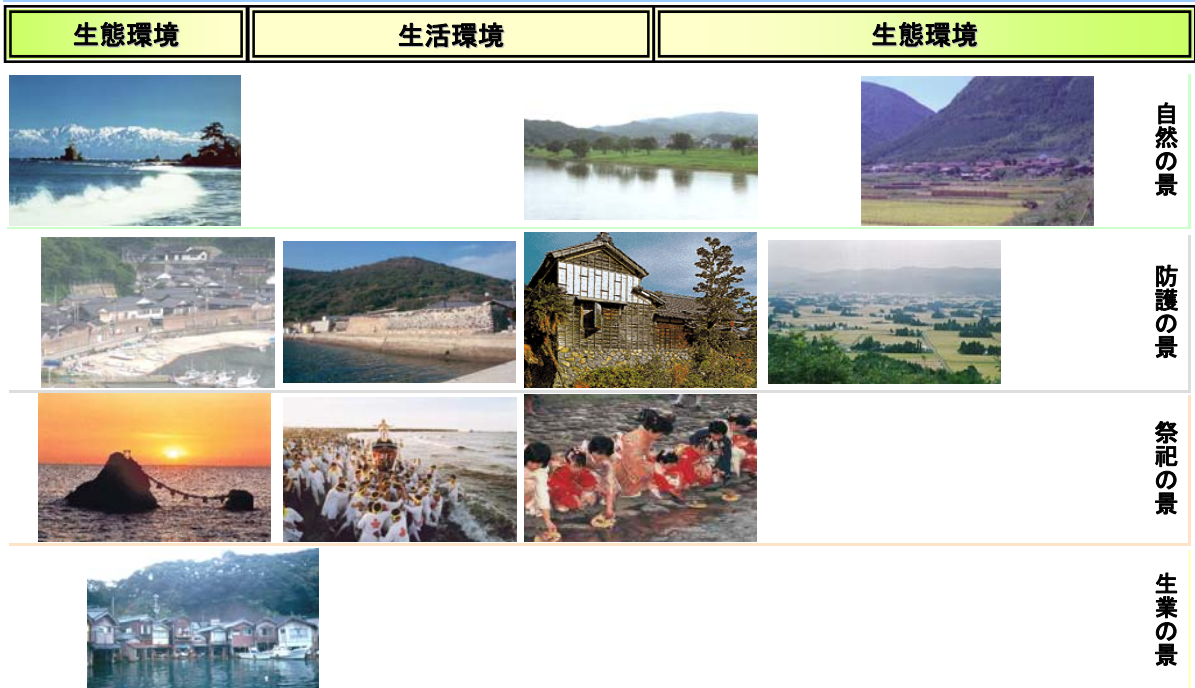 生態環境
生活環境
生態環境
自然の景
防護の景
祭祀の景
生業の景